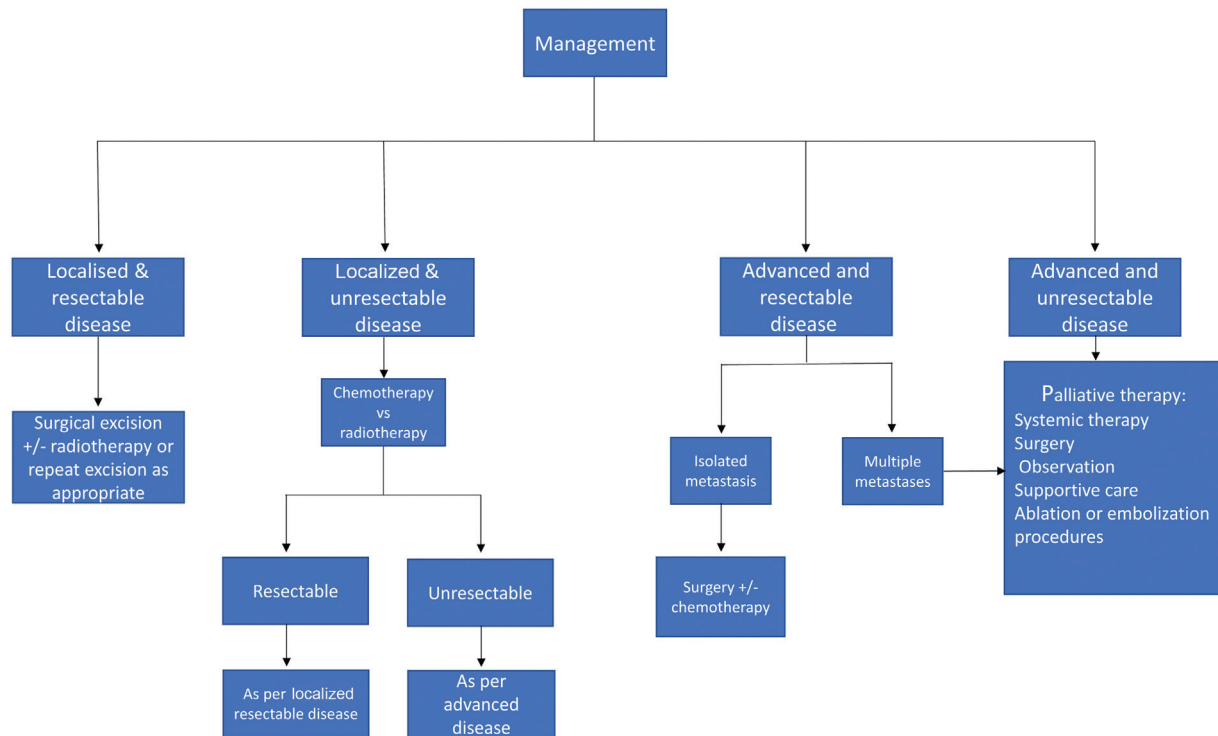 Management
Localised &
resectable
disease
Localized &
unresectable
disease
Advanced and
resectable
disease
Advanced and
unresectable
disease
Surgical excision
+/- radiotherapy or
repeat excision as
appropriate
Chemotherapy
vs
radiotherapy
Isolated
metastasis
Multiple
metastases
Palliative therapy:
Systemic therapy
Surgery
Observation
Supportive care
Ablation or embolization
procedures
Resectable
Unresectable
Surgery +/-
chemotherapy
As per localized
resectable disease
As per
advanced
disease